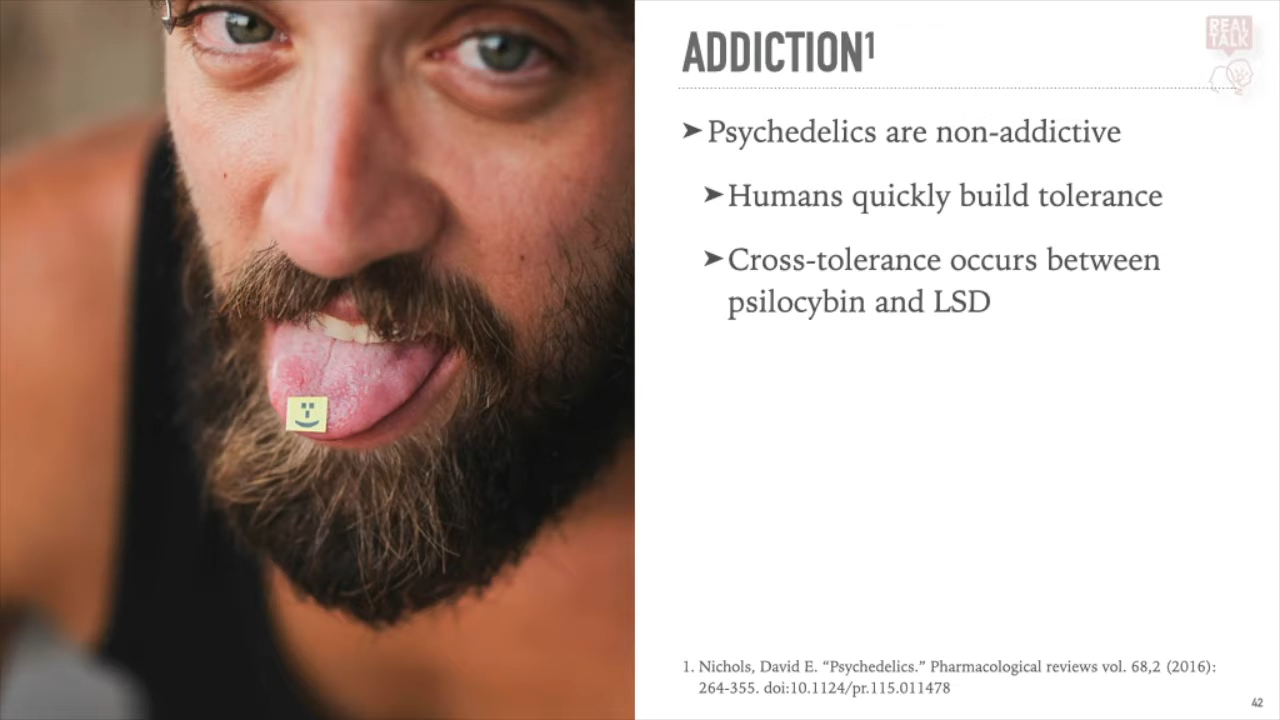 ADDICTION¹
REAL
TALK
➤ Psychedelics are non-addictive
➤ Humans quickly build tolerance
➤ Cross-tolerance occurs between
psilocybin and LSD
1. Nichols, David E. “Psychedelics.” Pharmacological reviews vol. 68,2 (2016):
264-355. doi:10.1124/pr.115.011478
42